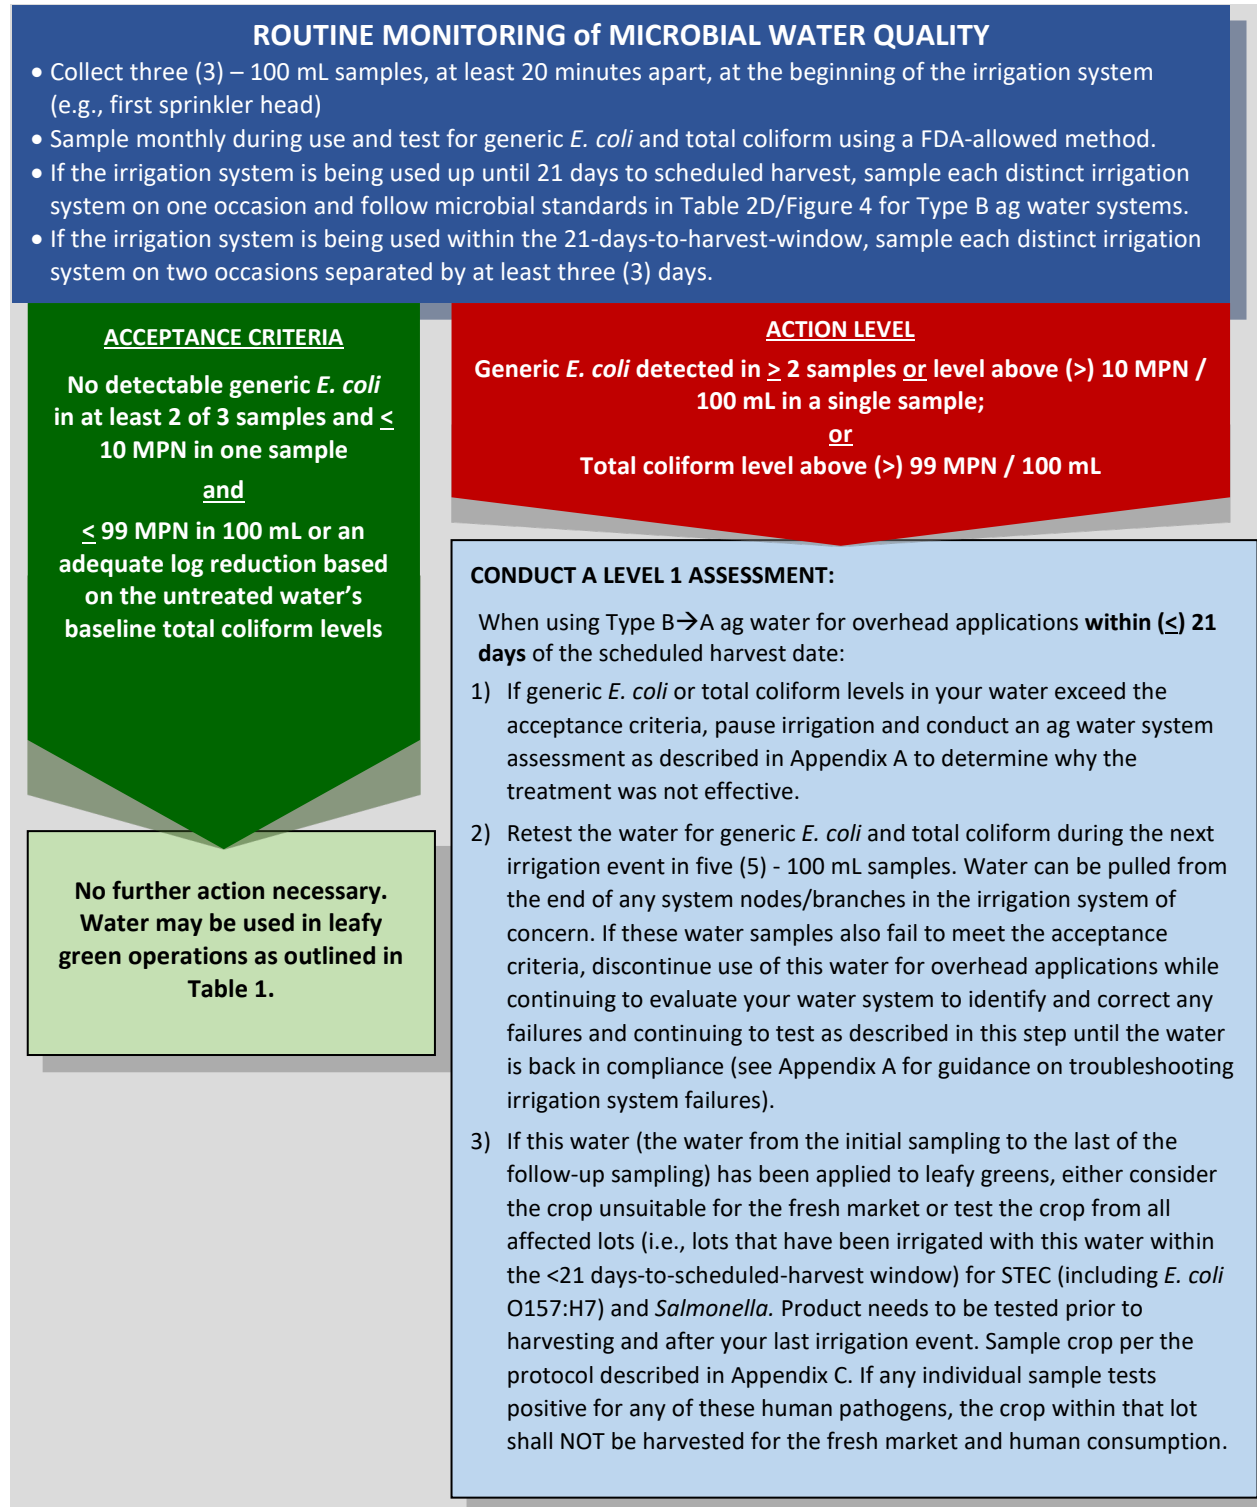 ROUTINE MONITORING of MICROBIAL WATER QUALITY
• Collect three (3) – 100 mL samples, at least 20 minutes apart, at the beginning of the irrigation system
(e.g., first sprinkler head)
• Sample monthly during use and test for generic E. coli and total coliform using a FDA-allowed method.
• If the irrigation system is being used up until 21 days to scheduled harvest, sample each distinct irrigation
system on one occasion and follow microbial standards in Table 2D/Figure 4 for Type B ag water systems.
• If the irrigation system is being used within the 21-days-to-harvest-window, sample each distinct irrigation
system on two occasions separated by at least three (3) days.
ACCEPTANCE CRITERIA
No detectable generic E. coli
in at least 2 of 3 samples and <
10 MPN in one sample
and
< 99 MPN in 100 mL or an
adequate log reduction based
on the untreated water’s
baseline total coliform levels
No further action necessary.
Water may be used in leafy
green operations as outlined in
Table 1.
ACTION LEVEL
Generic E. coli detected in > 2 samples or level above (>) 10 MPN /
100 mL in a single sample;
or
Total coliform level above (>) 99 MPN / 100 mL
CONDUCT A LEVEL 1 ASSESSMENT:
When using Type B→A ag water for overhead applications within (<) 21
days of the scheduled harvest date:
1) If generic E. coli or total coliform levels in your water exceed the
acceptance criteria, pause irrigation and conduct an ag water system
assessment as described in Appendix A to determine why the
treatment was not effective.
2) Retest the water for generic E. coli and total coliform during the next
irrigation event in five (5) - 100 mL samples. Water can be pulled from
the end of any system nodes/branches in the irrigation system of
concern. If these water samples also fail to meet the acceptance
criteria, discontinue use of this water for overhead applications while
continuing to evaluate your water system to identify and correct any
failures and continuing to test as described in this step until the water
is back in compliance (see Appendix A for guidance on troubleshooting
irrigation system failures).
3) If this water (the water from the initial sampling to the last of the
follow-up sampling) has been applied to leafy greens, either consider
the crop unsuitable for the fresh market or test the crop from all
affected lots (i.e., lots that have been irrigated with this water within
the <21 days-to-scheduled-harvest window) for STEC (including E. coli
O157:H7) and Salmonella. Product needs to be tested prior to
harvesting and after your last irrigation event. Sample crop per the
protocol described in Appendix C. If any individual sample tests
positive for any of these human pathogens, the crop within that lot
shall NOT be harvested for the fresh market and human consumption.